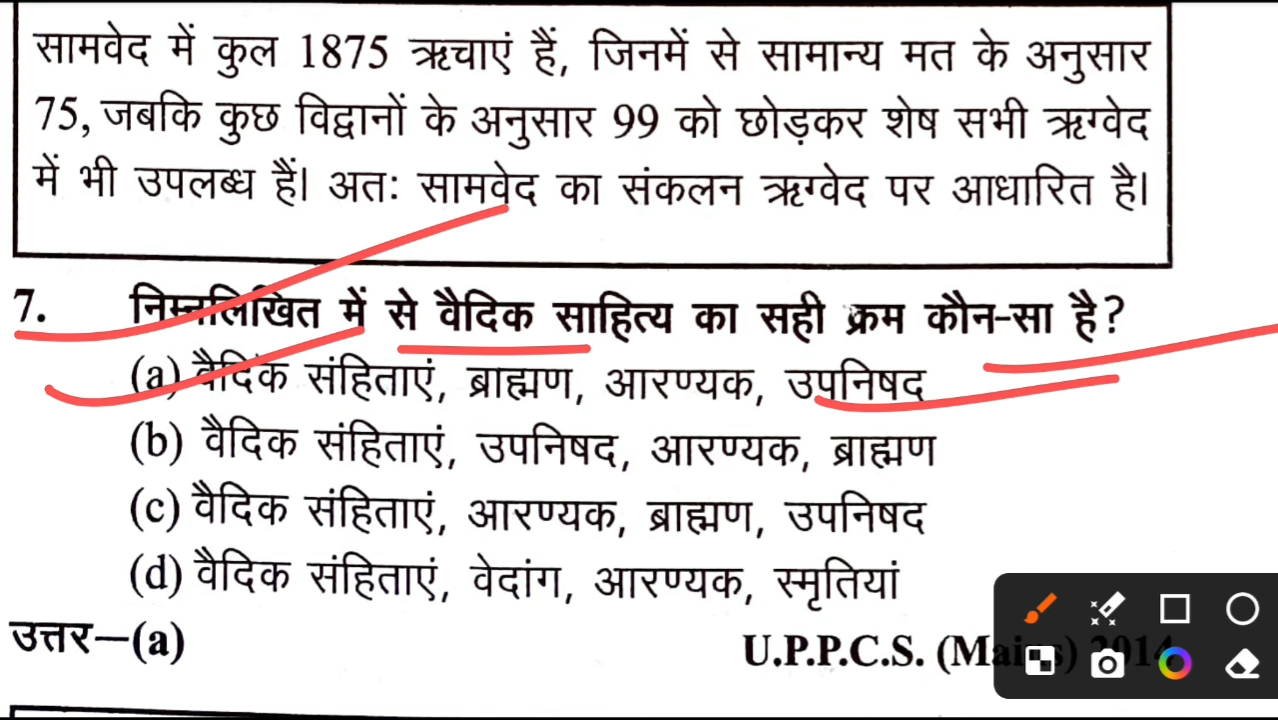 सामवेद में कुल 1875 ऋचाएं हैं, जिनमें से सामान्य मत के अनुसार
75, जबकि कुछ विद्वानों के अनुसार 99 को छोड़कर शेष सभी ऋग्वेद
में भी उपलब्ध हैं। अतः सामवेद का संकलन ऋग्वेद पर आधारित है।
7. निम्नलिखित में से वैदिक साहित्य का सही क्रम कौन-सा है?
(a) वैदिक संहिताएं, ब्राह्मण, आरण्यक, उपनिषद
(b) वैदिक संहिताएं, उपनिषद, आरण्यक, ब्राह्मण
(c) वैदिक संहिताएं, आरण्यक, ब्राह्मण, उपनिषद
(d) वैदिक संहिताएं, वेदांग, आरण्यक, स्मृतियां
उत्तर—(a) U.P.P.C.S. (Mains) 2014